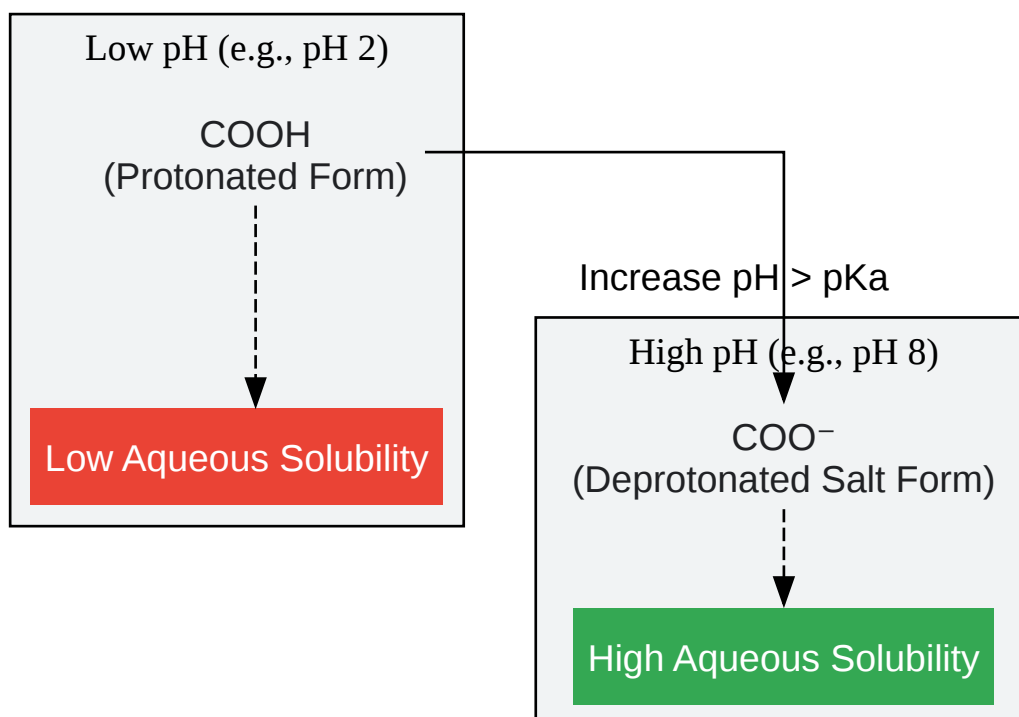 Low pH (e.g., pH 2)
COOH
(Protonated Form)
Low Aqueous Solubility
Increase pH > pKa
High pH (e.g., pH 8)
COO⁻
(Deprotonated Salt Form)
High Aqueous Solubility